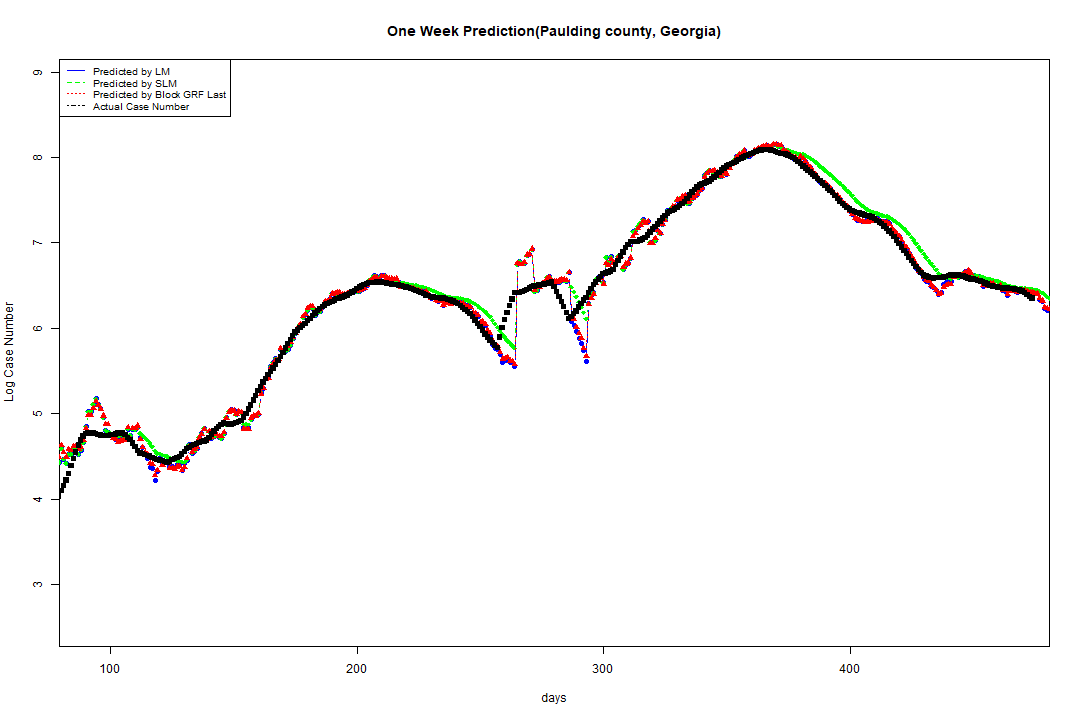 One Week Prediction(Paulding county, Georgia)
Predicted by LM
Predicted by SLM
Predicted by Block GRF Last
Actual Case Number
9
8
7
6
5
4
3
Log Case Number
100 200 300 400
days